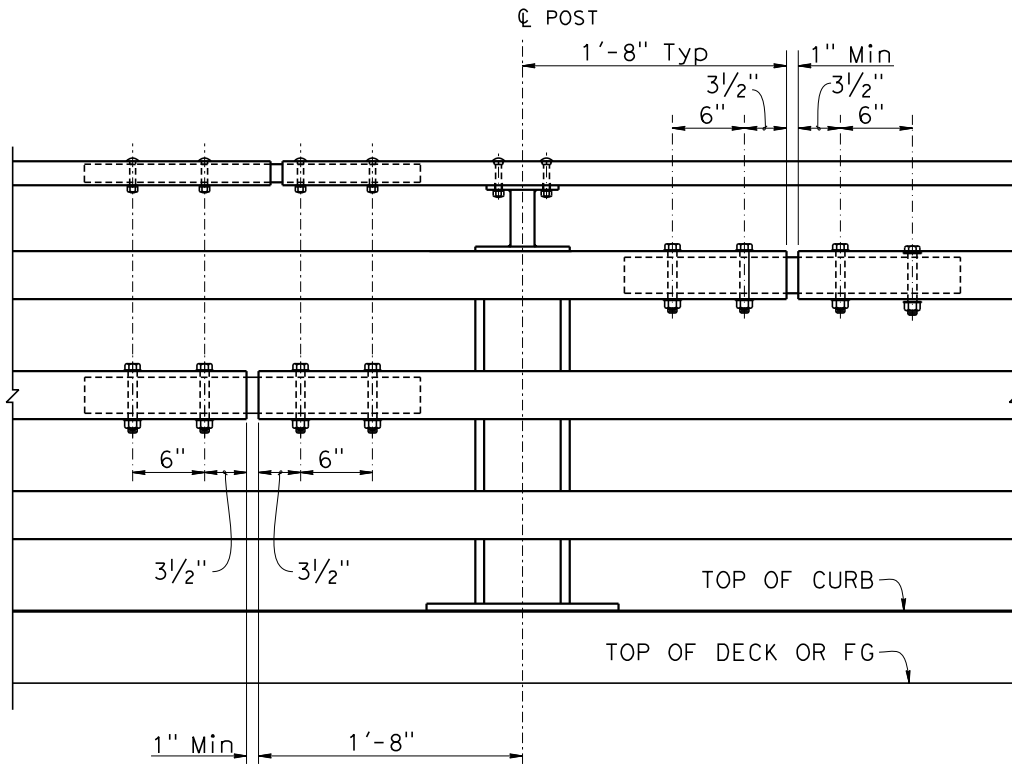 ℄ POST
1'-8" Typ
1" Min
3½"
3½"
6"
6"
6"
6"
3½"
3½"
TOP OF CURB
TOP OF DECK OR FG
1" Min
1'-8"